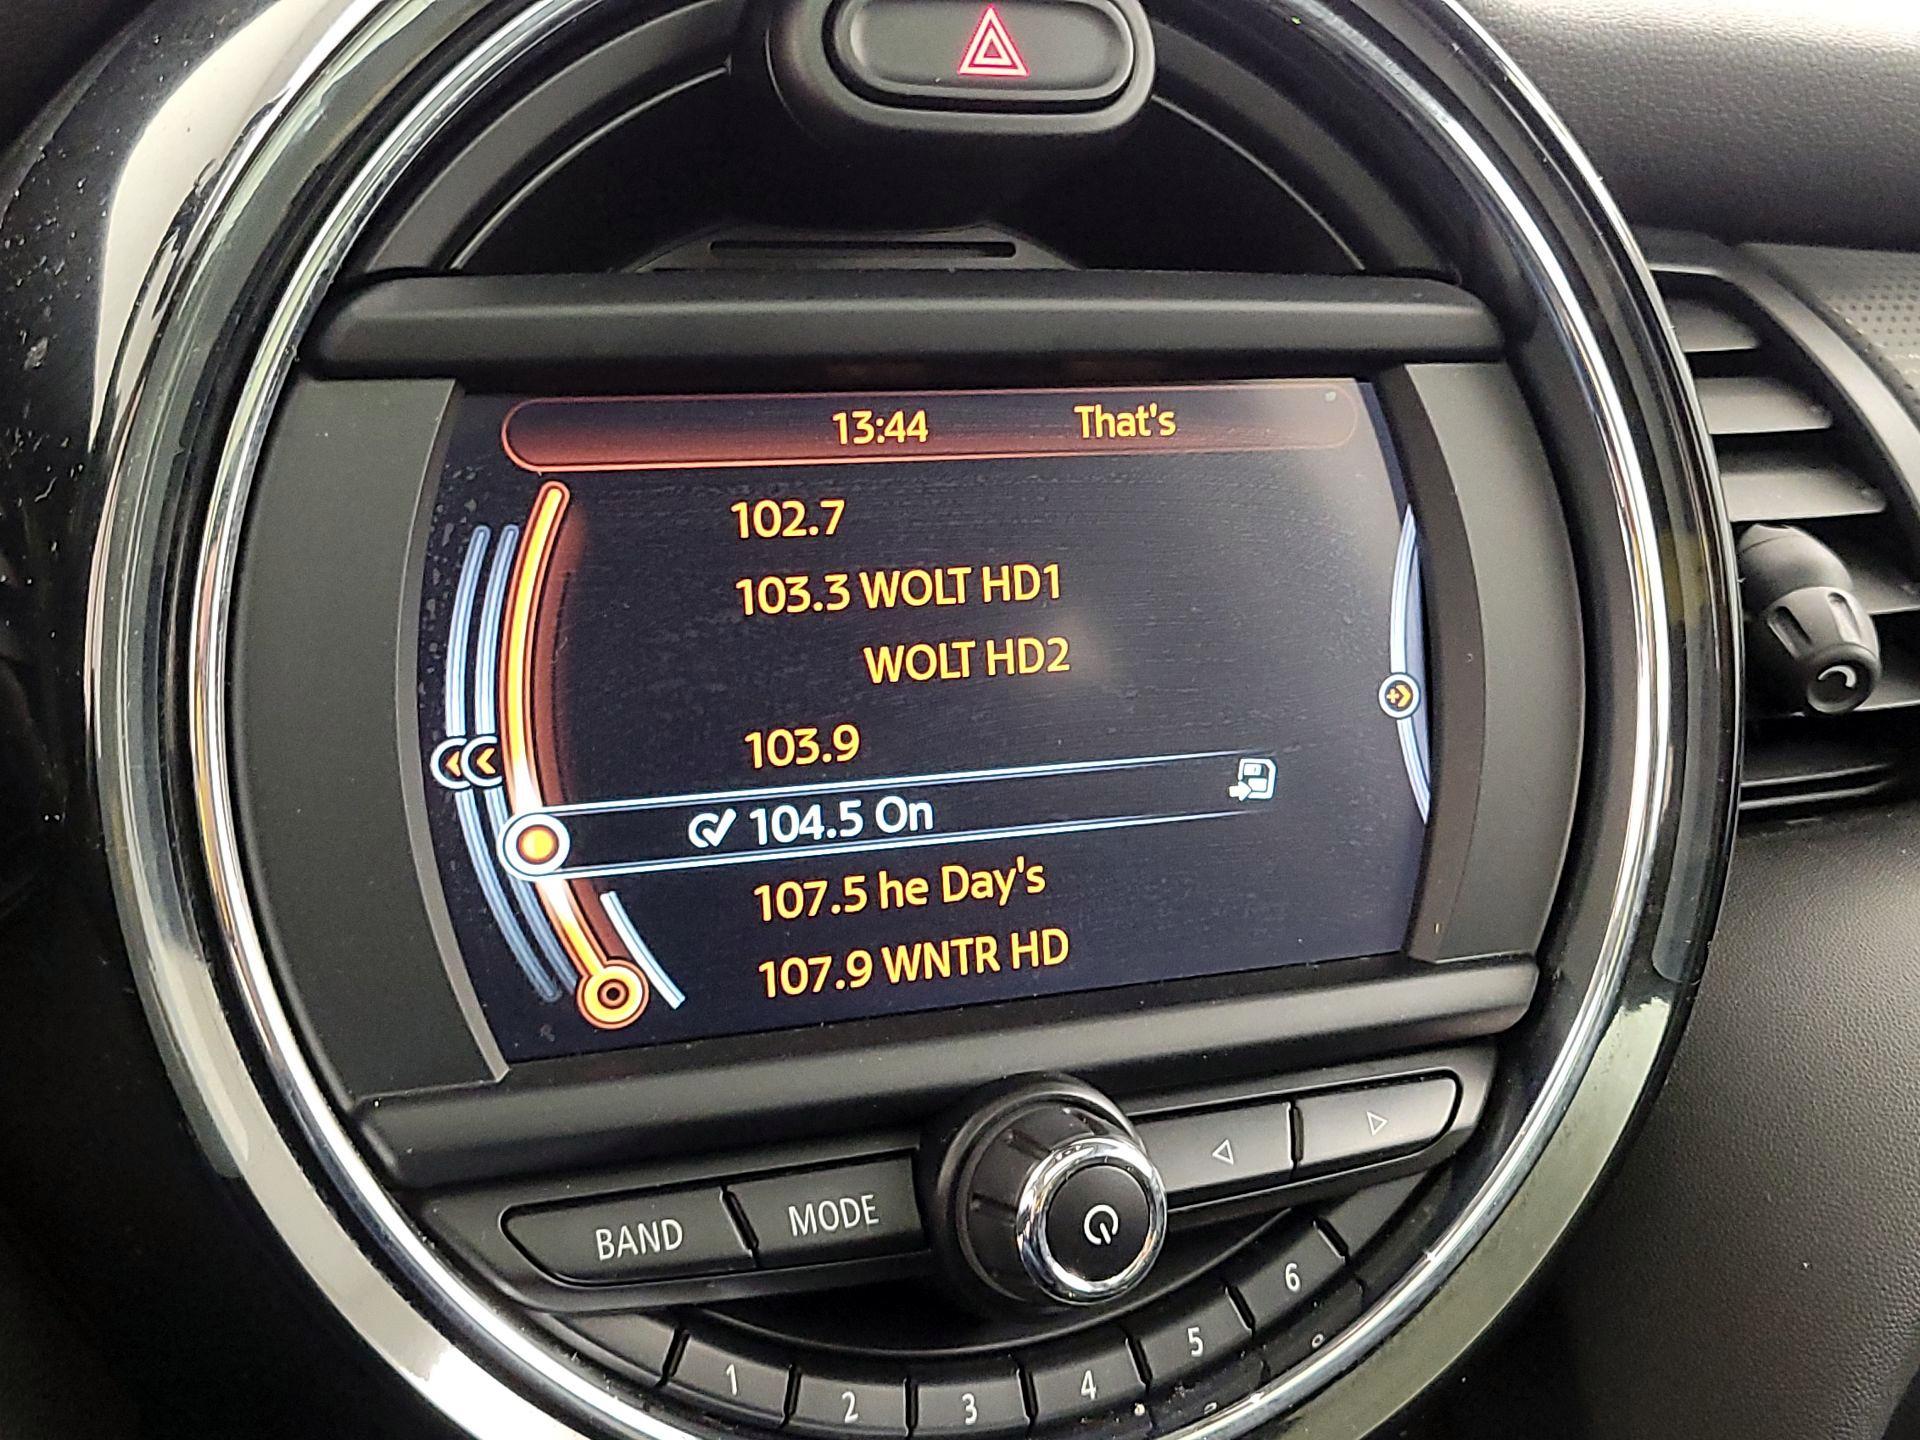 13:44 That's
102.7
103.3 WOLT HD1
WOLT HD2
103.9
104.5 On
107.5 he Day's
107.9 WNTR HD
BAND MODE
1 2 3 4 5 6